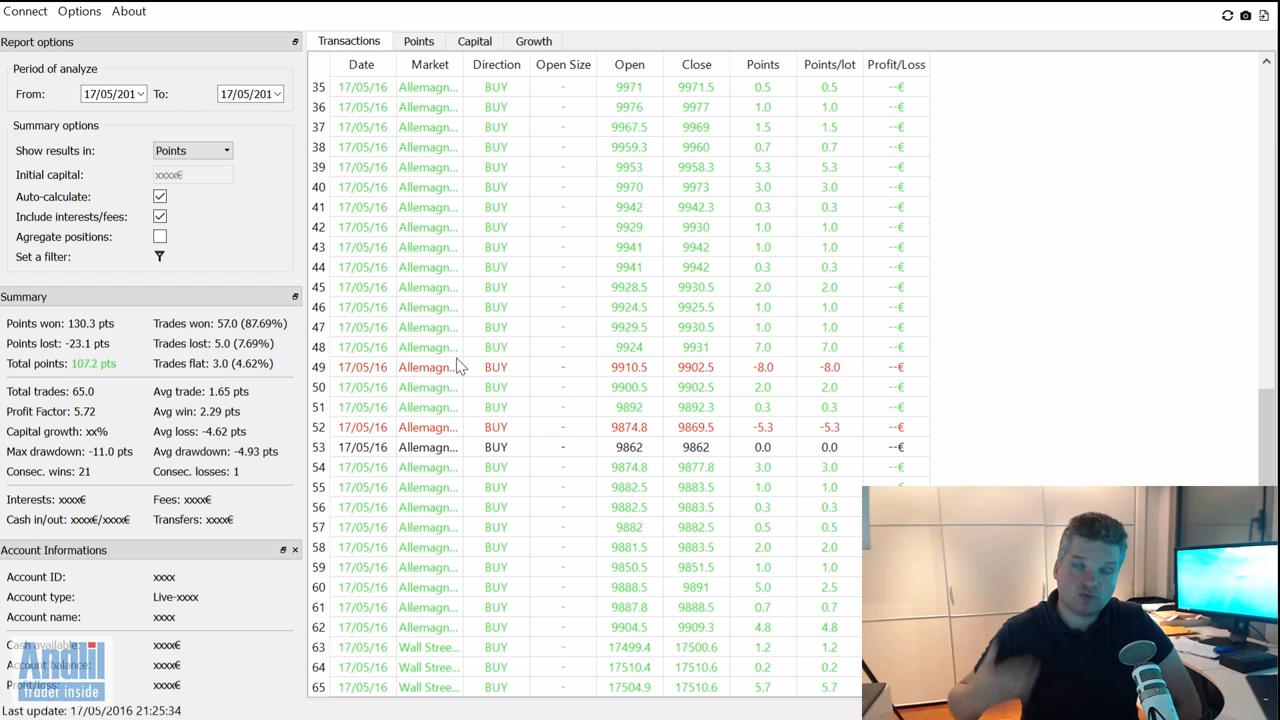 Connect Options About
Report options
Period of analyze
From: 17/05/201 To: 17/05/201
Summary options
Show results in: Points
Initial capital: xxxx€
Auto-calculate:
Include interests/fees:
Agregate positions:
Set a filter:
Summary
Points won: 130.3 pts Trades won: 57.0 (87.69%)
Points lost: -23.1 pts Trades lost: 5.0 (7.69%)
Total points: 107.2 pts Trades flat: 3.0 (4.62%)
Total trades: 65.0 Avg trade: 1.65 pts
Profit Factor: 5.72 Avg win: 2.29 pts
Capital growth: xx% Avg loss: -4.62 pts
Max drawdown: -11.0 pts Avg drawdown: -4.93 pts
Consec. wins: 21 Consec. losses: 1
Interests: xxxx€ Fees: xxxx€
Cash in/out: xxxx€/xxxx€ Transfers: xxxx€
Account Informations
Account ID: xxxx
Account type: Live-xxxx
Account name: xxxx
Cash available: xxxx€
Account balance: xxxx€
Profit/loss: xxxx€
Andlil
trader inside
Last update: 17/05/2016 21:25:34
Transactions Points Capital Growth
Date Market Direction Open Size Open Close Points Points/lot Profit/Loss
35 17/05/16 Allemagn... BUY - 9971 9971.5 0.5 0.5 --€
36 17/05/16 Allemagn... BUY - 9976 9977 1.0 1.0 --€
37 17/05/16 Allemagn... BUY - 9967.5 9969 1.5 1.5 --€
38 17/05/16 Allemagn... BUY - 9959.3 9960 0.7 0.7 --€
39 17/05/16 Allemagn... BUY - 9953 9958.3 5.3 5.3 --€
40 17/05/16 Allemagn... BUY - 9970 9973 3.0 3.0 --€
41 17/05/16 Allemagn... BUY - 9942 9942.3 0.3 0.3 --€
42 17/05/16 Allemagn... BUY - 9929 9930 1.0 1.0 --€
43 17/05/16 Allemagn... BUY - 9941 9942 1.0 1.0 --€
44 17/05/16 Allemagn... BUY - 9941 9942 0.3 0.3 --€
45 17/05/16 Allemagn... BUY - 9928.5 9930.5 2.0 2.0 --€
46 17/05/16 Allemagn... BUY - 9924.5 9925.5 1.0 1.0 --€
47 17/05/16 Allemagn... BUY - 9929.5 9930.5 1.0 1.0 --€
48 17/05/16 Allemagn... BUY - 9924 9931 7.0 7.0 --€
49 17/05/16 Allemagn... BUY - 9910.5 9902.5 -8.0 -8.0 --€
50 17/05/16 Allemagn... BUY - 9900.5 9902.5 2.0 2.0 --€
51 17/05/16 Allemagn... BUY - 9892 9892.3 0.3 0.3 --€
52 17/05/16 Allemagn... BUY - 9874.8 9869.5 -5.3 -5.3 --€
53 17/05/16 Allemagn... BUY - 9862 9862 0.0 0.0 --€
54 17/05/16 Allemagn... BUY - 9874.8 9877.8 3.0 3.0 --€
55 17/05/16 Allemagn... BUY - 9882.5 9883.5 1.0 1.0
56 17/05/16 Allemagn... BUY - 9882.5 9883.5 0.3 0.3
57 17/05/16 Allemagn... BUY - 9882 9882.5 0.5 0.5
58 17/05/16 Allemagn... BUY - 9881.5 9883.5 2.0 2.0
59 17/05/16 Allemagn... BUY - 9850.5 9851.5 1.0 1.0
60 17/05/16 Allemagn... BUY - 9888.5 9891 5.0 2.5
61 17/05/16 Allemagn... BUY - 9887.8 9888.5 0.7 0.7
62 17/05/16 Allemagn... BUY - 9904.5 9909.3 4.8 4.8
63 17/05/16 Wall Stree... BUY - 17499.4 17500.6 1.2 1.2
64 17/05/16 Wall Stree... BUY - 17510.4 17510.6 0.2 0.2
65 17/05/16 Wall Stree... BUY - 17504.9 17510.6 5.7 5.7